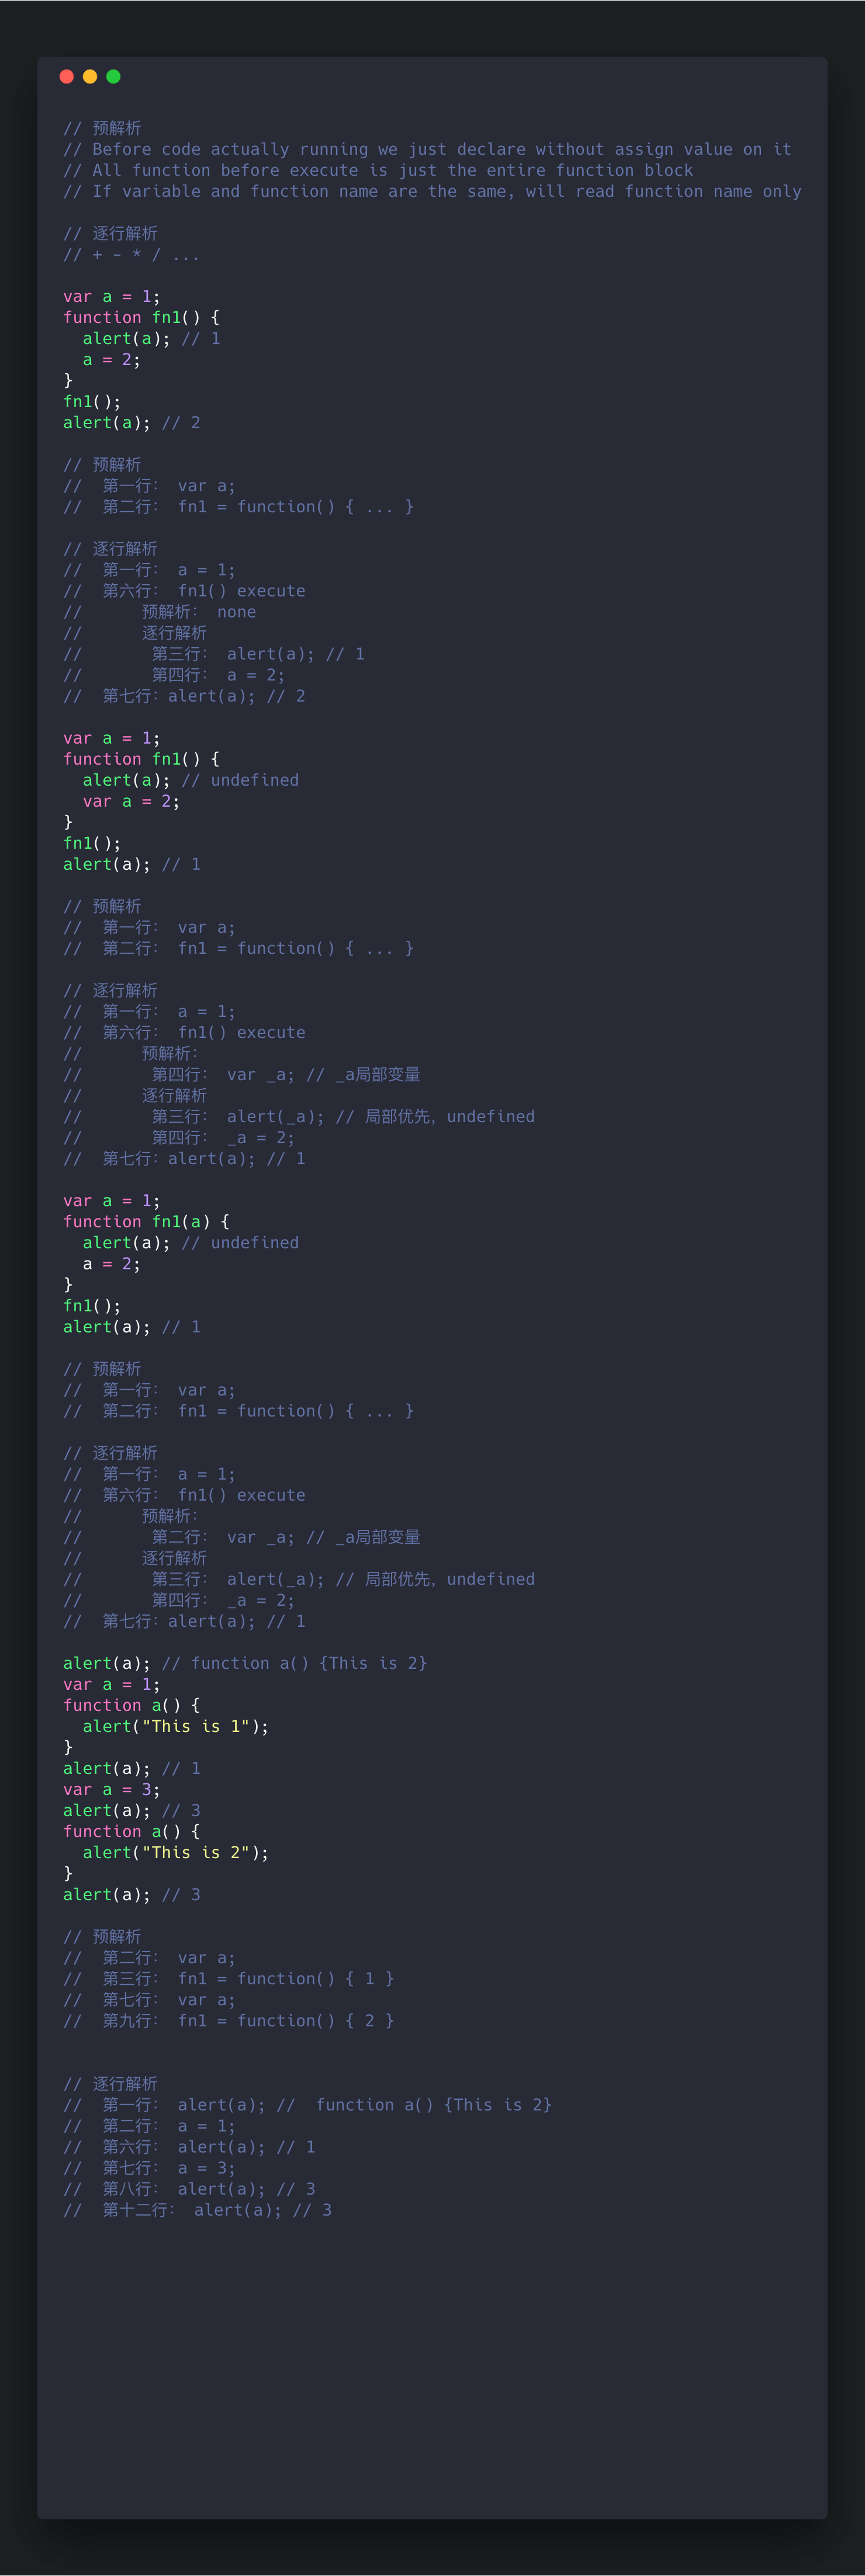 // 预解析
// Before code actually running we just declare without assign value on it
// All function before execute is just the entire function block
// If variable and function name are the same, will read function name only

// 逐行解析
// + - * / ...

var a = 1;
function fn1() {
  alert(a); // 1
  a = 2;
}
fn1();
alert(a); // 2

// 预解析
//  第一行： var a;
//  第二行： fn1 = function() { ... }

// 逐行解析
//  第一行： a = 1;
//  第六行： fn1() execute
//      预解析： none
//      逐行解析
//       第三行： alert(a); // 1
//       第四行： a = 2;
//  第七行：alert(a); // 2

var a = 1;
function fn1() {
  alert(a); // undefined
  var a = 2;
}
fn1();
alert(a); // 1

// 预解析
//  第一行： var a;
//  第二行： fn1 = function() { ... }

// 逐行解析
//  第一行： a = 1;
//  第六行： fn1() execute
//      预解析：
//       第四行： var _a; // _a局部变量
//      逐行解析
//       第三行： alert(_a); // 局部优先，undefined
//       第四行： _a = 2;
//  第七行：alert(a); // 1

var a = 1;
function fn1(a) {
  alert(a); // undefined
  a = 2;
}
fn1();
alert(a); // 1

// 预解析
//  第一行： var a;
//  第二行： fn1 = function() { ... }

// 逐行解析
//  第一行： a = 1;
//  第六行： fn1() execute
//      预解析：
//       第二行： var _a; // _a局部变量
//      逐行解析
//       第三行： alert(_a); // 局部优先，undefined
//       第四行： _a = 2;
//  第七行：alert(a); // 1

alert(a); // function a() {This is 2}
var a = 1;
function a() {
  alert("This is 1");
}
alert(a); // 1
var a = 3;
alert(a); // 3
function a() {
  alert("This is 2");
}
alert(a); // 3

// 预解析
//  第二行： var a;
//  第三行： fn1 = function() { 1 }
//  第七行： var a;
//  第九行： fn1 = function() { 2 }

// 逐行解析
//  第一行： alert(a); //  function a() {This is 2}
//  第二行： a = 1;
//  第六行： alert(a); // 1
//  第七行： a = 3;
//  第八行： alert(a); // 3
//  第十二行： alert(a); // 3